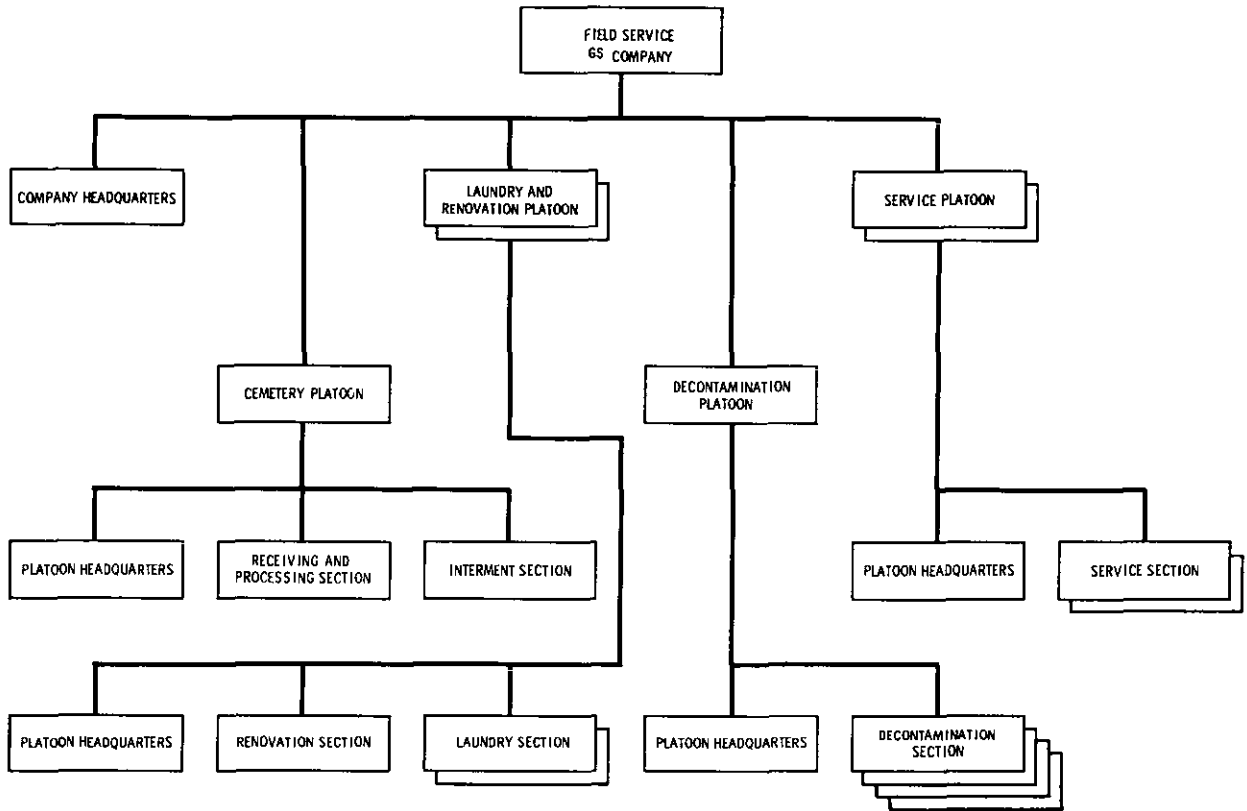 FIELD SERVICE
GS COMPANY
COMPANY HEADQUARTERS
LAUNDRY AND
RENOVATION PLATOON
SERVICE PLATOON
CEMETERY PLATOON
DECONTAMINATION
PLATOON
PLATOON HEADQUARTERS
RECEIVING AND
PROCESSING SECTION
INTERMENT SECTION
PLATOON HEADQUARTERS
SERVICE SECTION
PLATOON HEADQUARTERS
RENOVATION SECTION
LAUNDRY SECTION
PLATOON HEADQUARTERS
DECONTAMINATION
SECTION